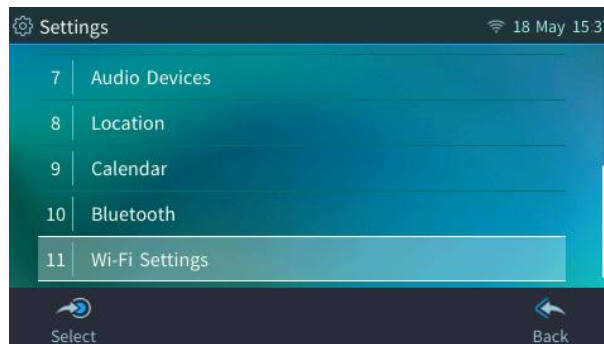 Settings 18 May 15:37
7 Audio Devices
8 Location
9 Calendar
10 Bluetooth
11 Wi-Fi Settings
Select Back